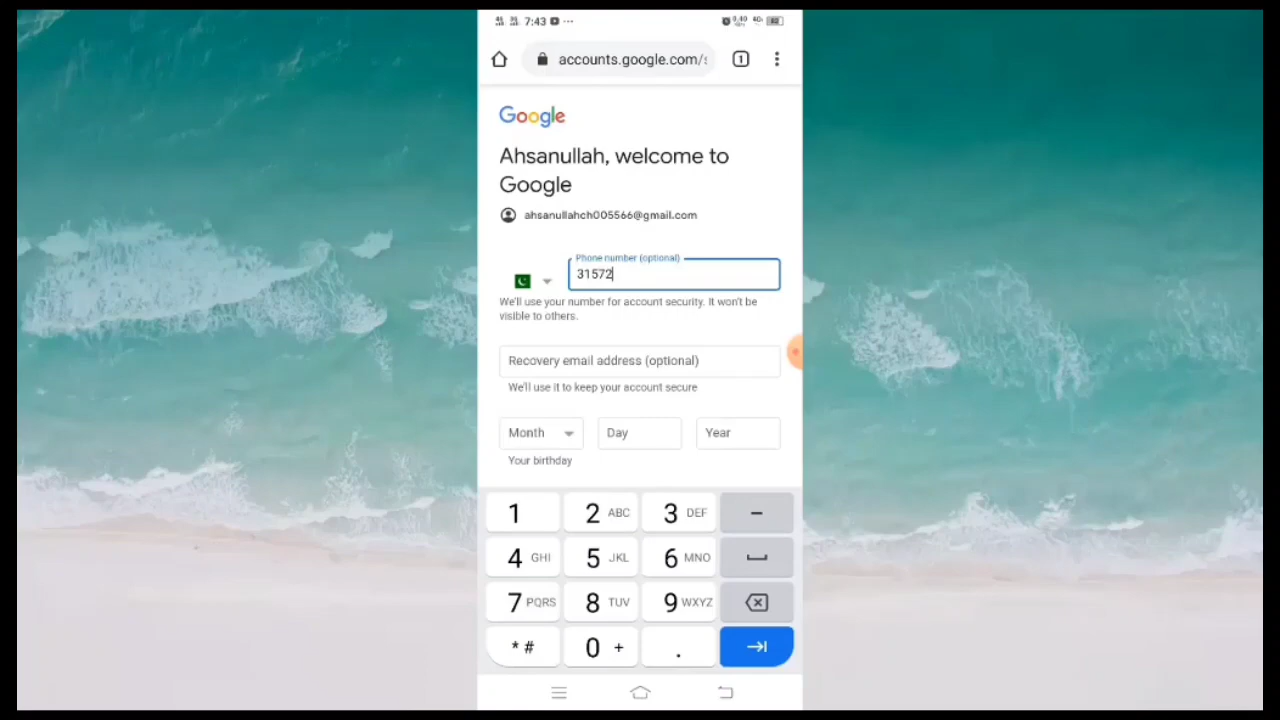 7:43
accounts.google.com/s
1
Google
Ahsanullah, welcome to
Google
ahsanullahch005566@gmail.com
Phone number (optional)
31572
We'll use your number for account security. It won't be
visible to others.
Recovery email address (optional)
We'll use it to keep your account secure
Month Day Year
Your birthday
1 2 ABC 3 DEF –
4 GHI 5 JKL 6 MNO
7 PQRS 8 TUV 9 WXYZ
* # 0 + .